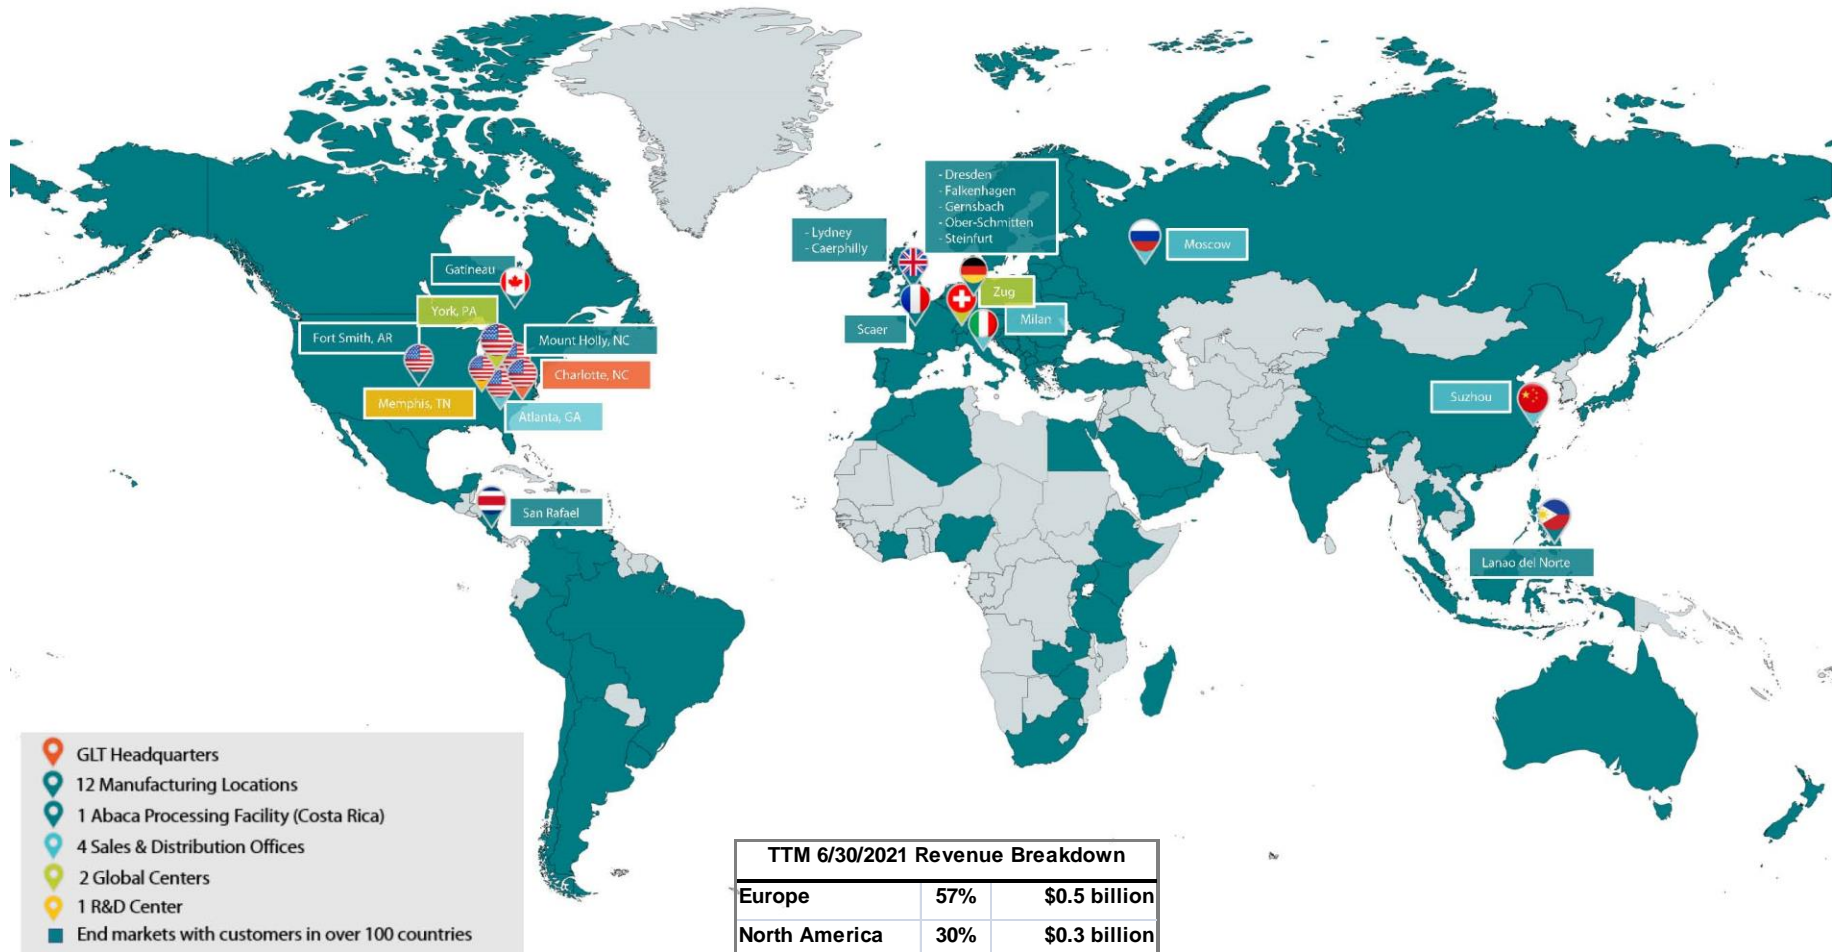 - Dresden
- Falkenhagen
- Gernsbach
- Ober-Schmitten
- Steinfurt
- Lydney
- Caerphilly
Moscow
Gatineau
Zug
York, PA
Milan
Scaer
Fort Smith, AR
Mount Holly, NC
Charlotte, NC
Memphis, TN
Atlanta, GA
Suzhou
San Rafael
Lanao del Norte
GLT Headquarters
12 Manufacturing Locations
1 Abaca Processing Facility (Costa Rica)
4 Sales & Distribution Offices
2 Global Centers
1 R&D Center
End markets with customers in over 100 countries
TTM 6/30/2021 Revenue Breakdown
Europe 57% $0.5 billion
North America 30% $0.3 billion